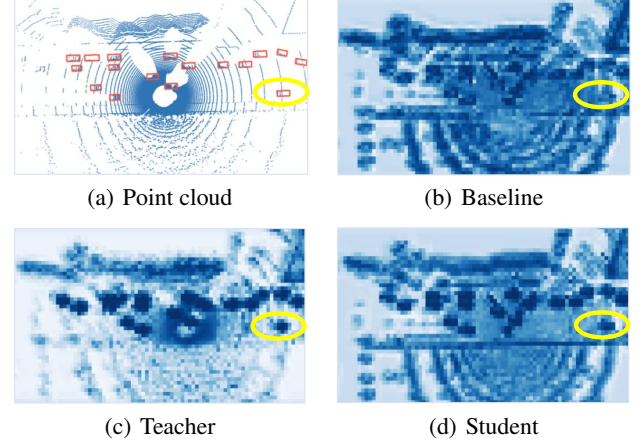 (a) Point cloud
(b) Baseline
(c) Teacher
(d) Student